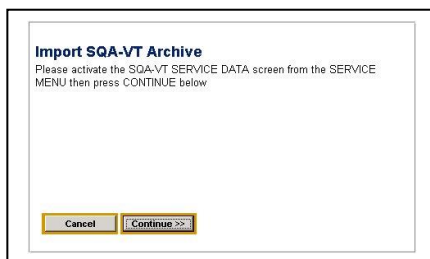 Import SQA-VT Archive
Please activate the SQA-VT SERVICE DATA screen from the SERVICE
MENU then press CONTINUE below
Cancel Continue >>